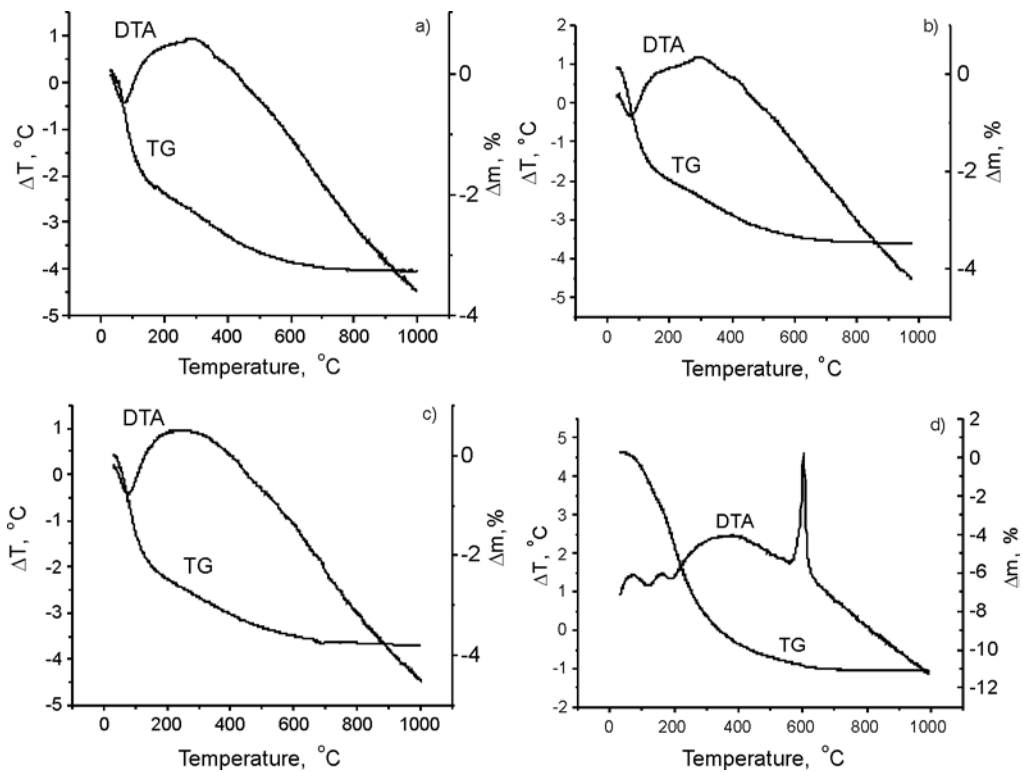 a)
DTA
TG
ΔT, °C
1
0
-1
-2
-3
-4
-5
0
-2
-4
Δm, %
0 200 400 600 800 1000
Temperature, °C
b)
DTA
TG
ΔT, °C
2
1
0
-1
-2
-3
-4
-5
0
-2
-4
Δm, %
0 200 400 600 800 1000
Temperature, °C
c)
DTA
TG
ΔT, °C
1
0
-1
-2
-3
-4
-5
0
-2
-4
Δm,%
0 200 400 600 800 1000
Temperature, °C
d)
DTA
TG
ΔT, °C
5
4
3
2
1
0
-1
-2
2
0
-2
-4
-6
-8
-10
-12
Δm, %
0 200 400 600 800 1000
Temperature, °C